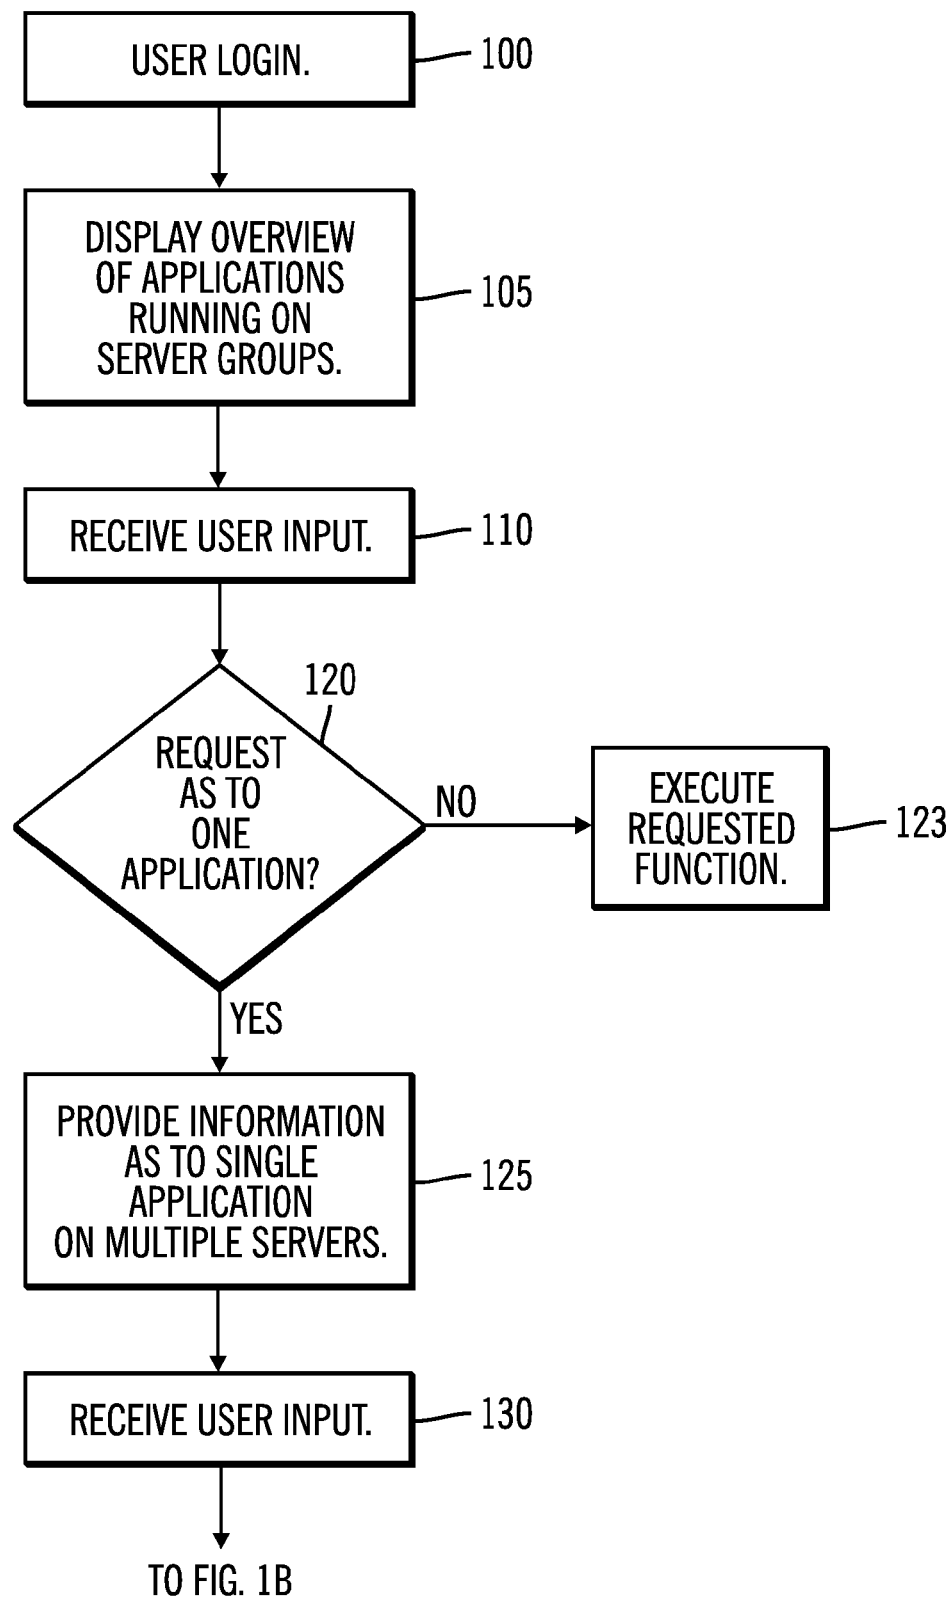 USER LOGIN.
100
DISPLAY OVERVIEW
OF APPLICATIONS
RUNNING ON
SERVER GROUPS.
105
RECEIVE USER INPUT.
110
120
REQUEST
AS TO
ONE
APPLICATION?
NO
EXECUTE
REQUESTED
FUNCTION.
123
YES
PROVIDE INFORMATION
AS TO SINGLE
APPLICATION
ON MULTIPLE SERVERS.
125
RECEIVE USER INPUT.
130
TO FIG. 1B